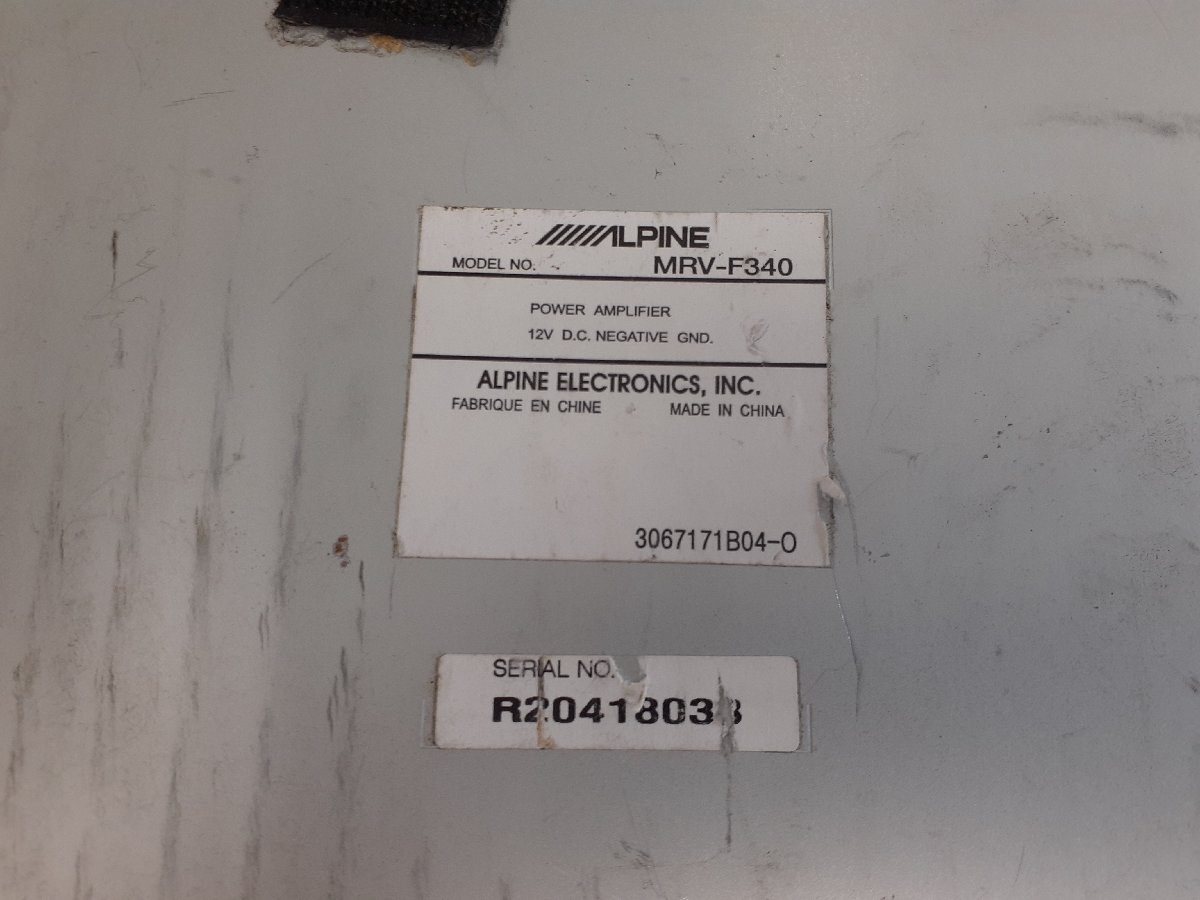 ALPINE
MODEL NO. MRV-F340
POWER AMPLIFIER
12V D.C. NEGATIVE GND.
ALPINE ELECTRONICS, INC.
FABRIQUE EN CHINE MADE IN CHINA
3067171B04-O
SERIAL NO.